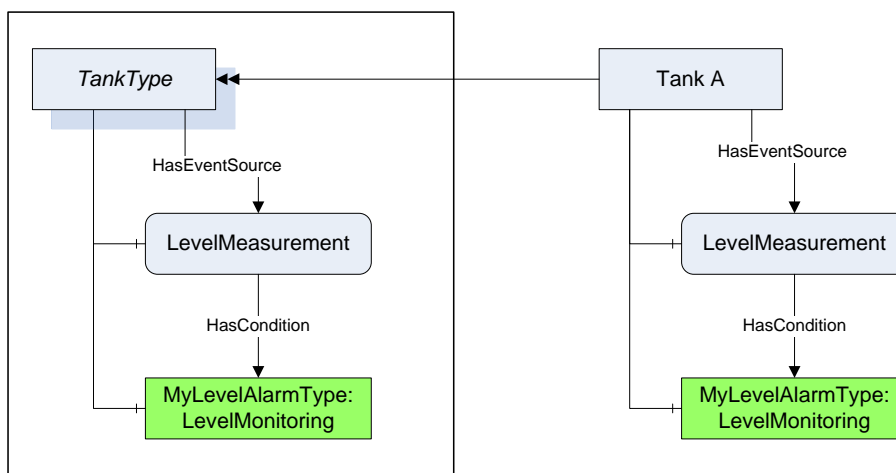 TankType
Tank A
HasEventSource
HasEventSource
LevelMeasurement
LevelMeasurement
HasCondition
HasCondition
MyLevelAlarmType:
LevelMonitoring
MyLevelAlarmType:
LevelMonitoring